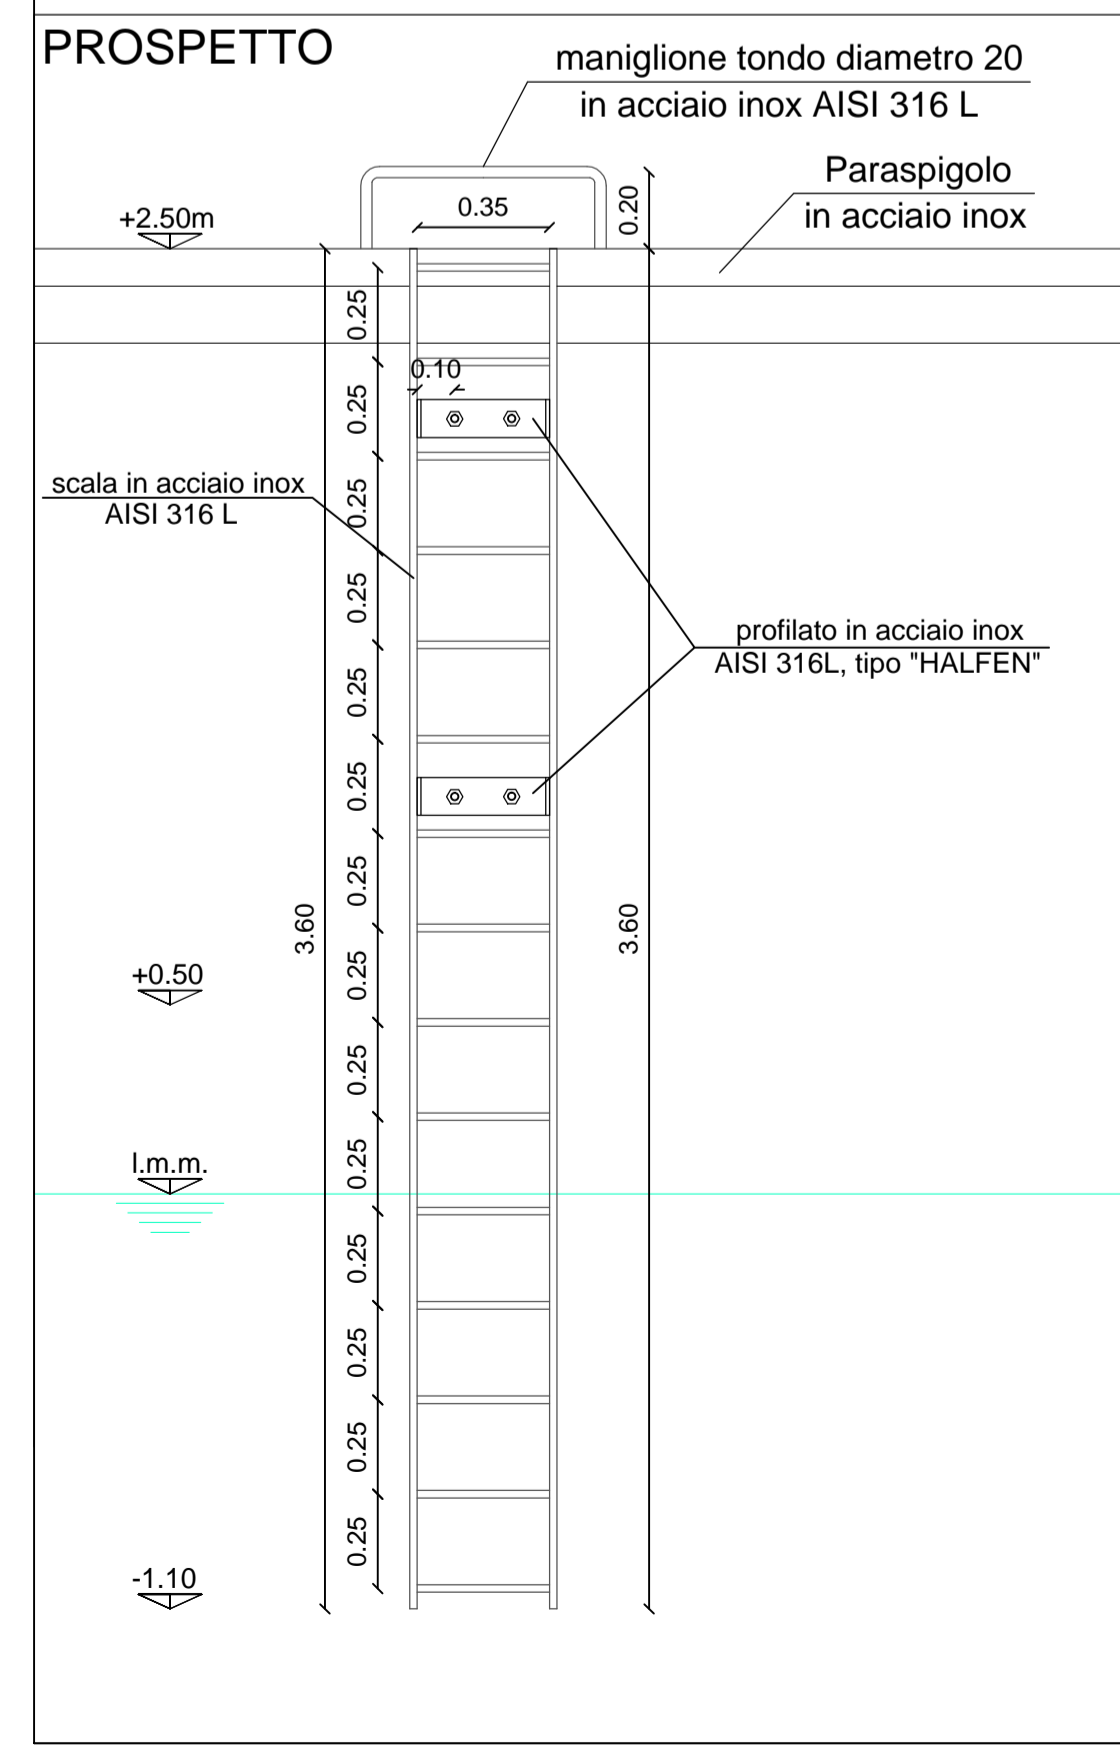 PROSPETTO
maniglione tondo diametro 20
in acciaio inox AISI 316 L
Paraspigolo
in acciaio inox
+2.50m
0.35
0.20
0.25
0.10
0.25
scala in acciaio inox
AISI 316 L
0.25
0.25
profilato in acciaio inox
AISI 316L, tipo "HALFEN"
0.25
0.25
0.25
3.60
3.60
+0.50
0.25
0.25
l.m.m.
0.25
0.25
0.25
0.25
-1.10
0.25